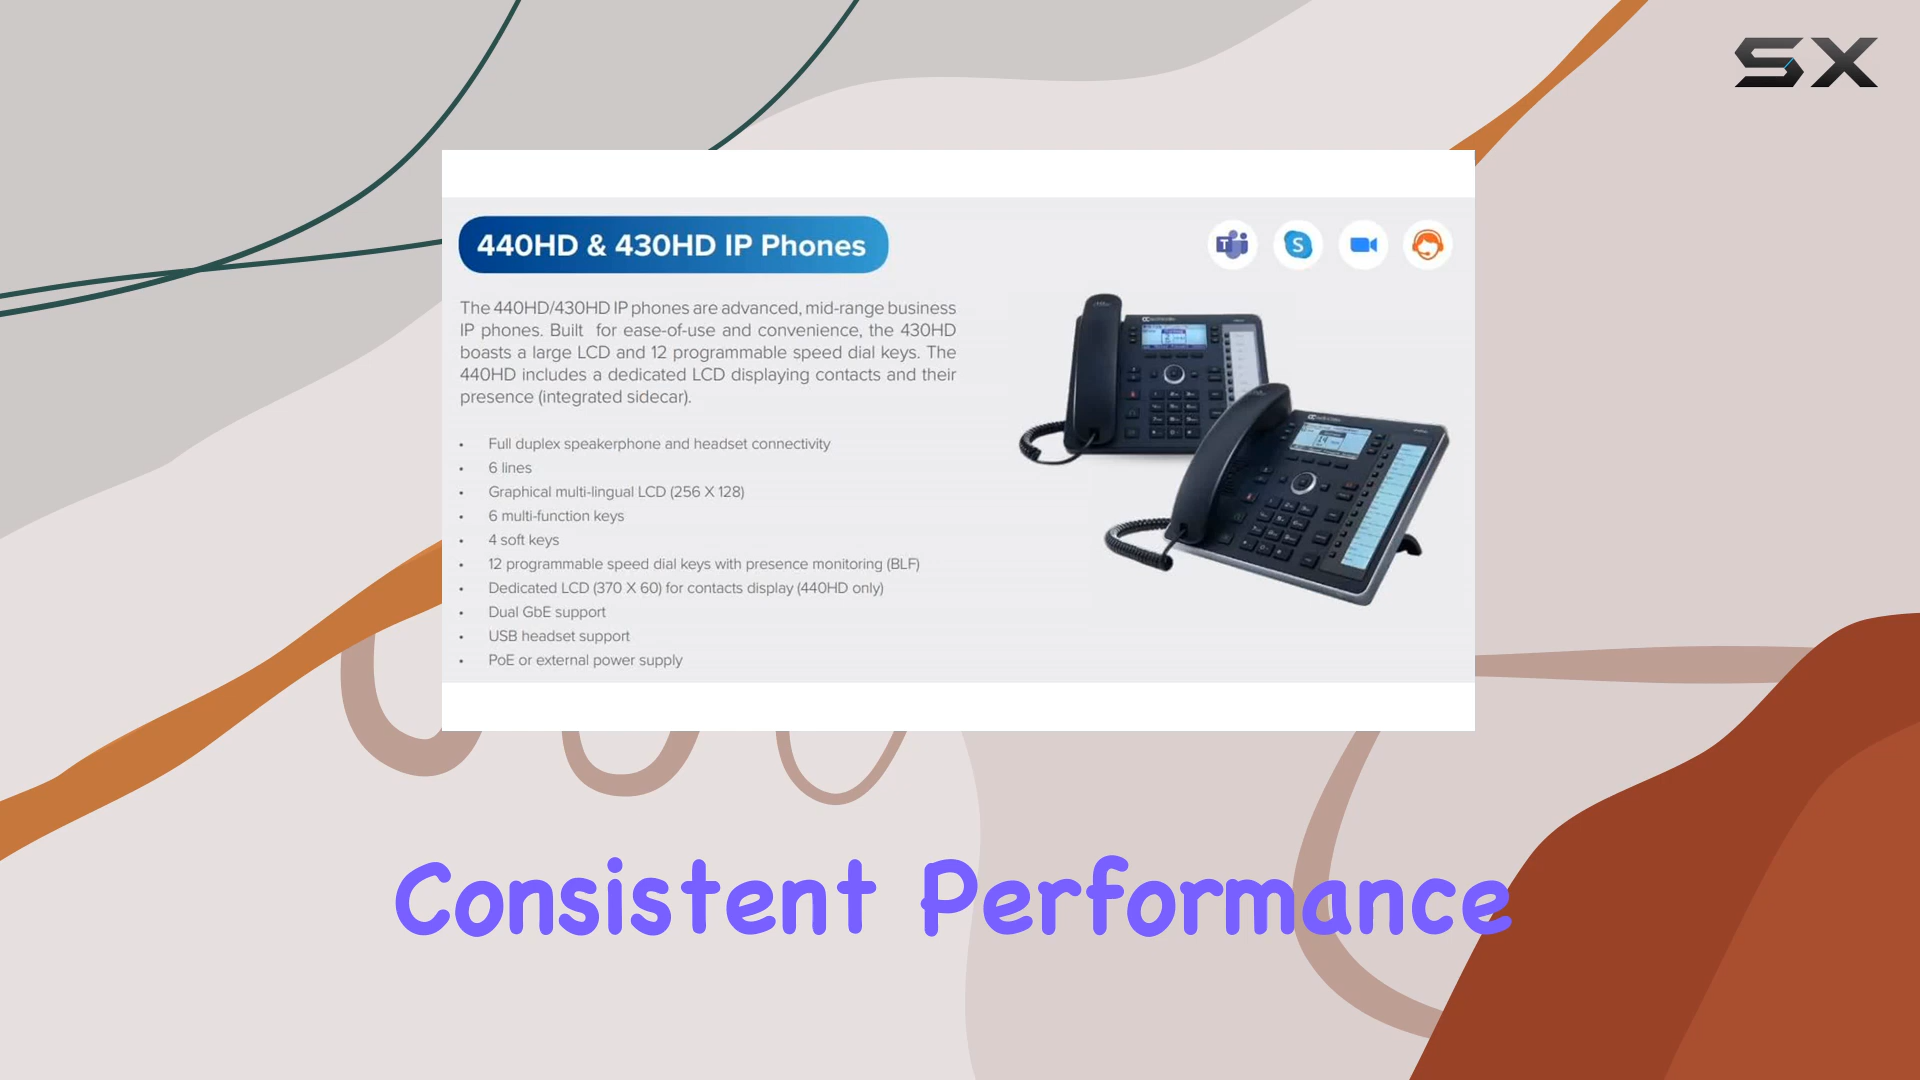 SX
440HD & 430HD IP Phones
The 440HD/430HD IP phones are advanced, mid-range business
IP phones. Built for ease-of-use and convenience, the 430HD
boasts a large LCD and 12 programmable speed dial keys. The
440HD includes a dedicated LCD displaying contacts and their
presence (integrated sidecar).
• Full duplex speakerphone and headset connectivity
• 6 lines
• Graphical multi-lingual LCD (256 X 128)
• 6 multi-function keys
• 4 soft keys
• 12 programmable speed dial keys with presence monitoring (BLF)
• Dedicated LCD (370 X 60) for contacts display (440HD only)
• Dual GbE support
• USB headset support
• PoE or external power supply
Consistent Performance